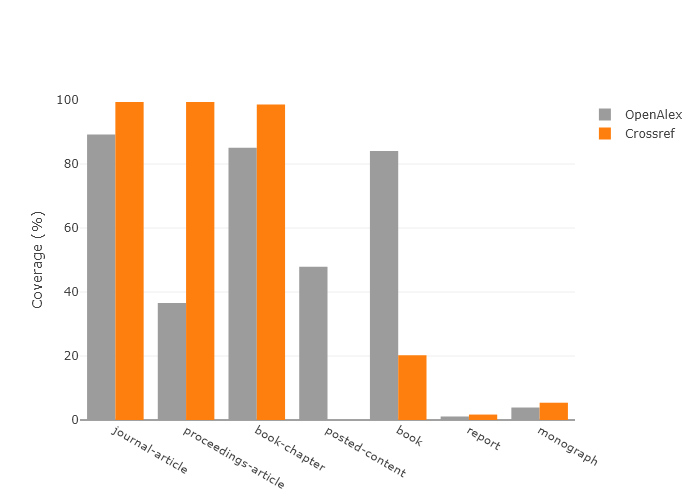 100
80
60
40
20
0
Coverage (%)
journal-article
proceedings-article
book-chapter
posted-content
book
report
monograph
OpenAlex
Crossref